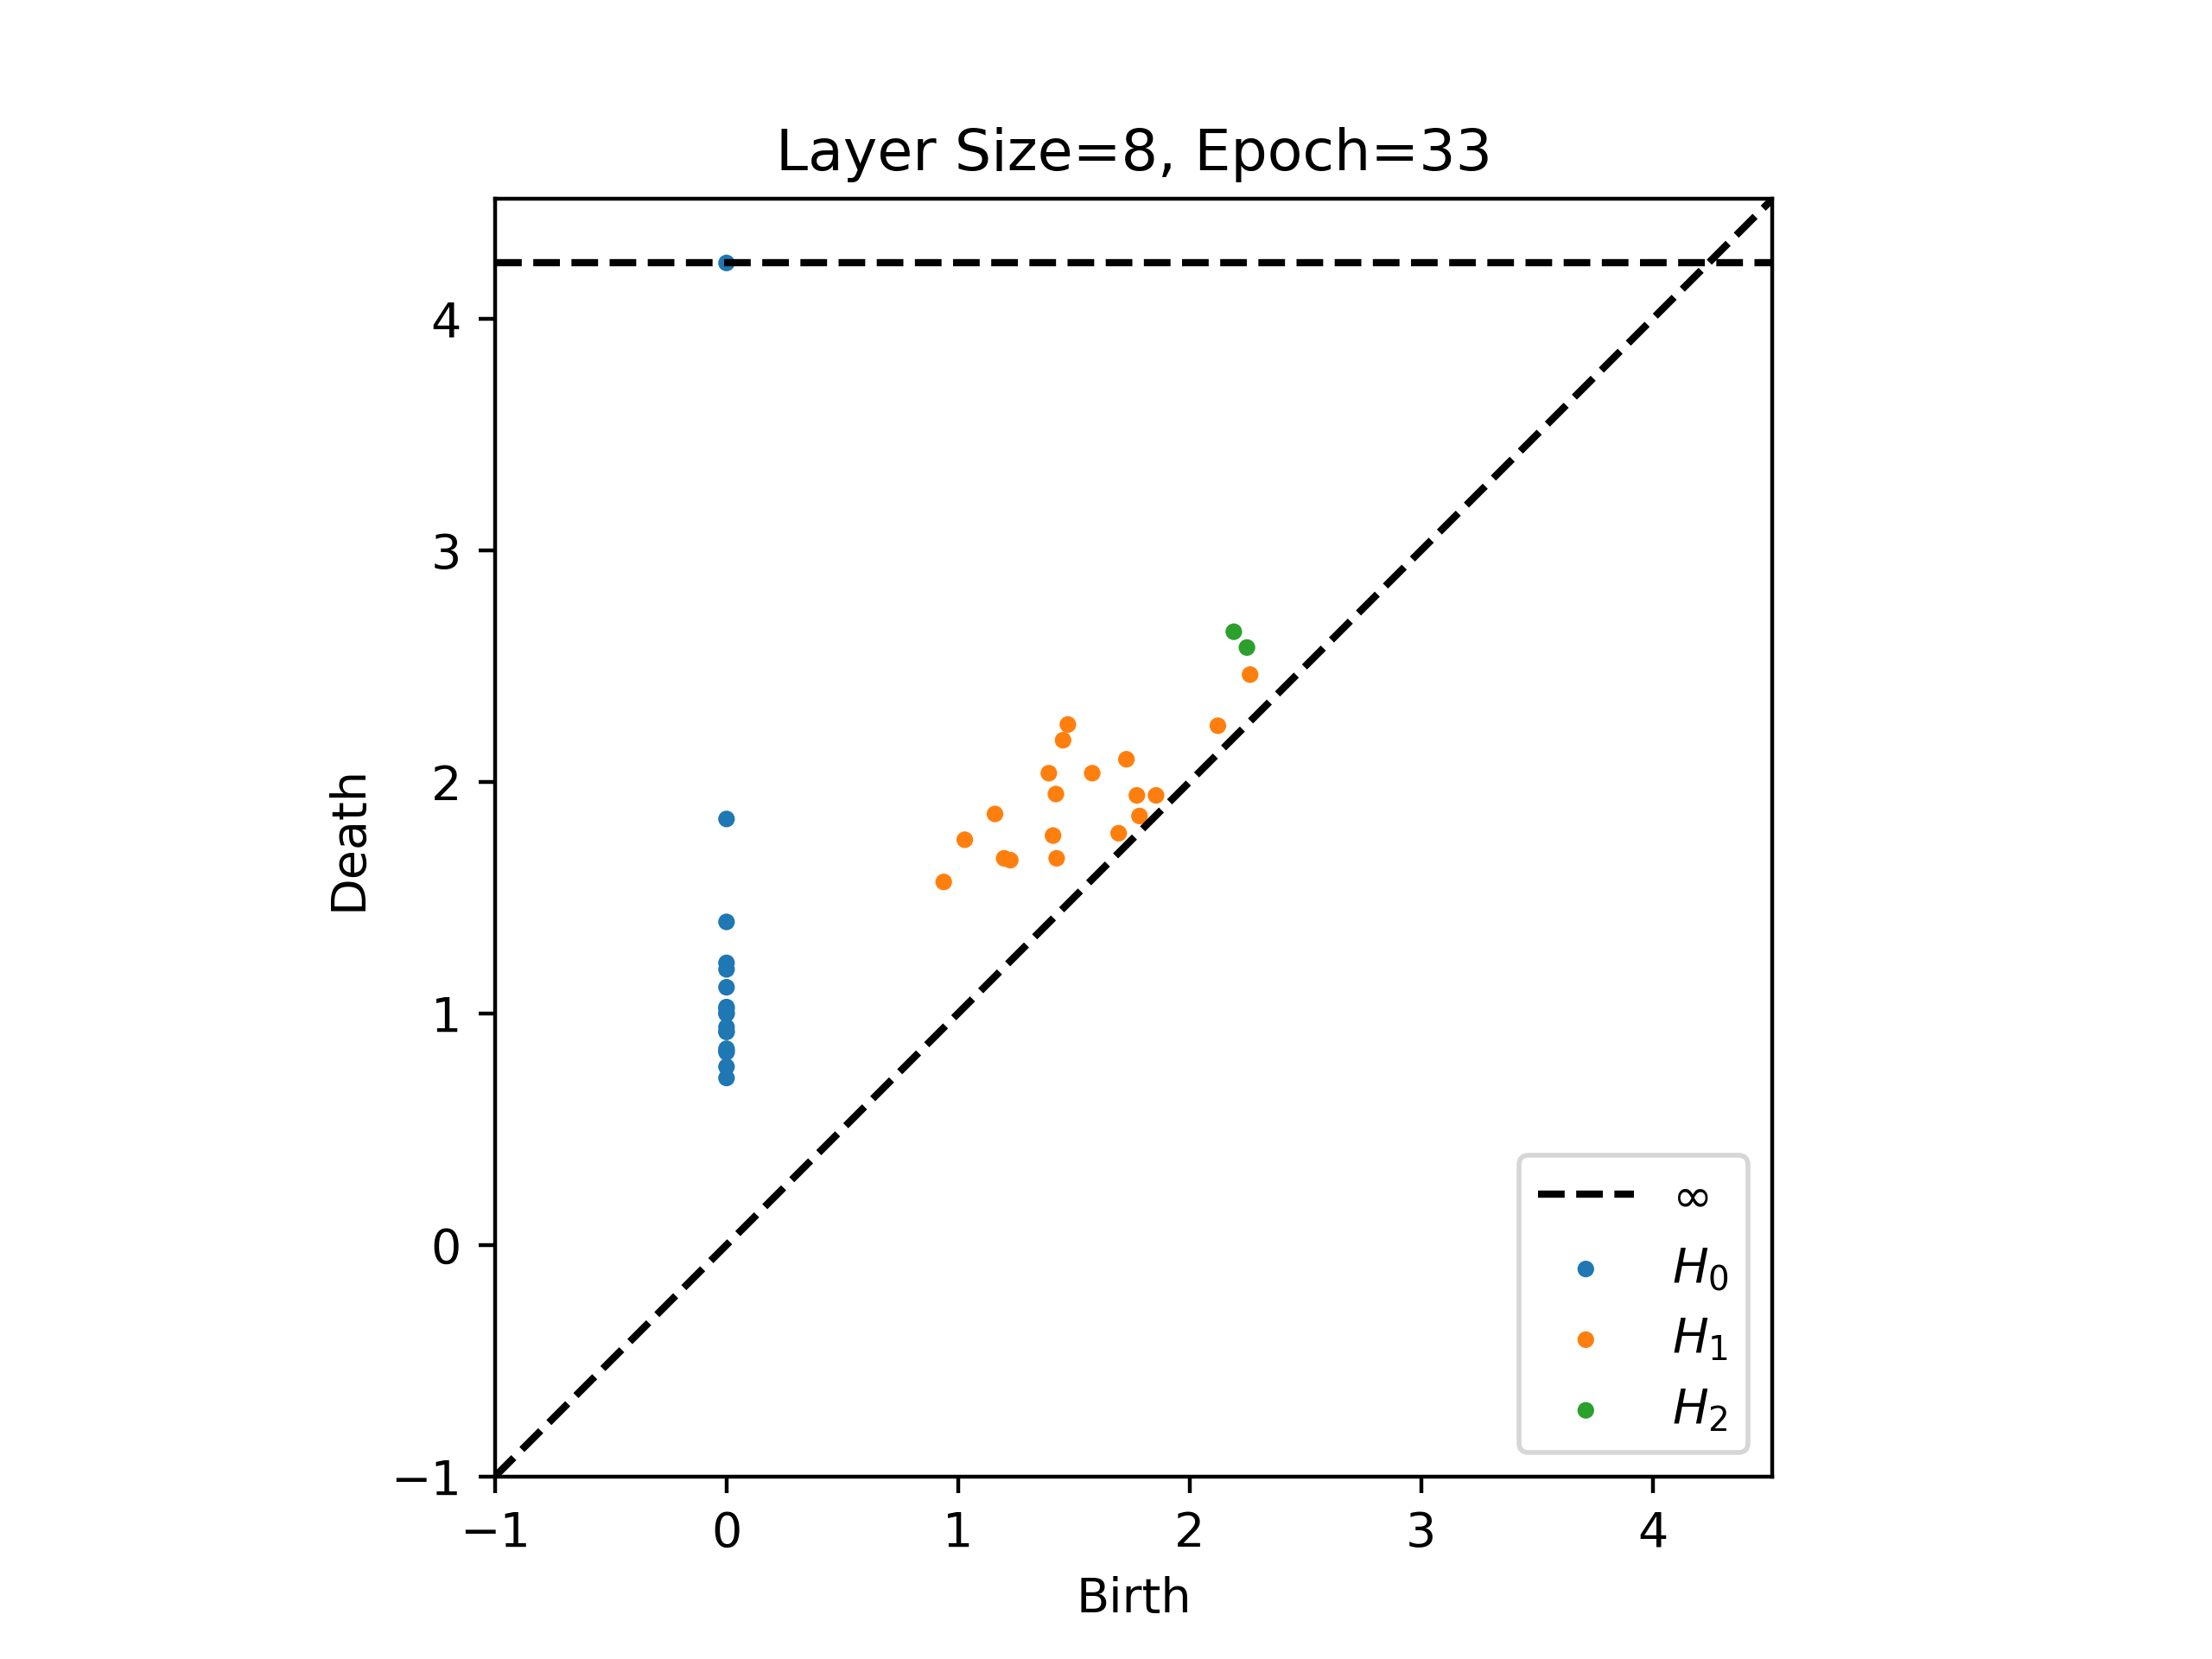 Layer Size=8, Epoch=33
Death
4
3
2
1
0
−1
−1 0 1 2 3 4
Birth
∞
H₀
H₁
H₂